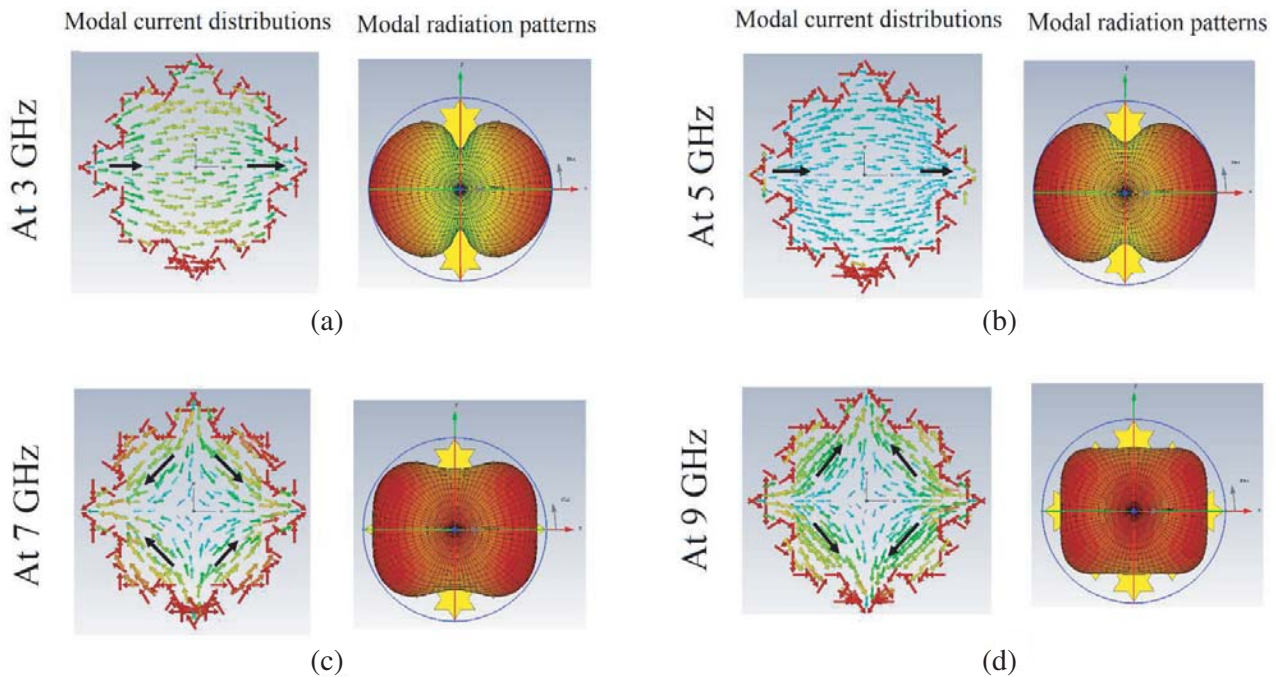 Modal current distributions Modal radiation patterns
At 3 GHz
(a)
Modal current distributions Modal radiation patterns
At 5 GHz
(b)
At 7 GHz
(c)
At 9 GHz
(d)